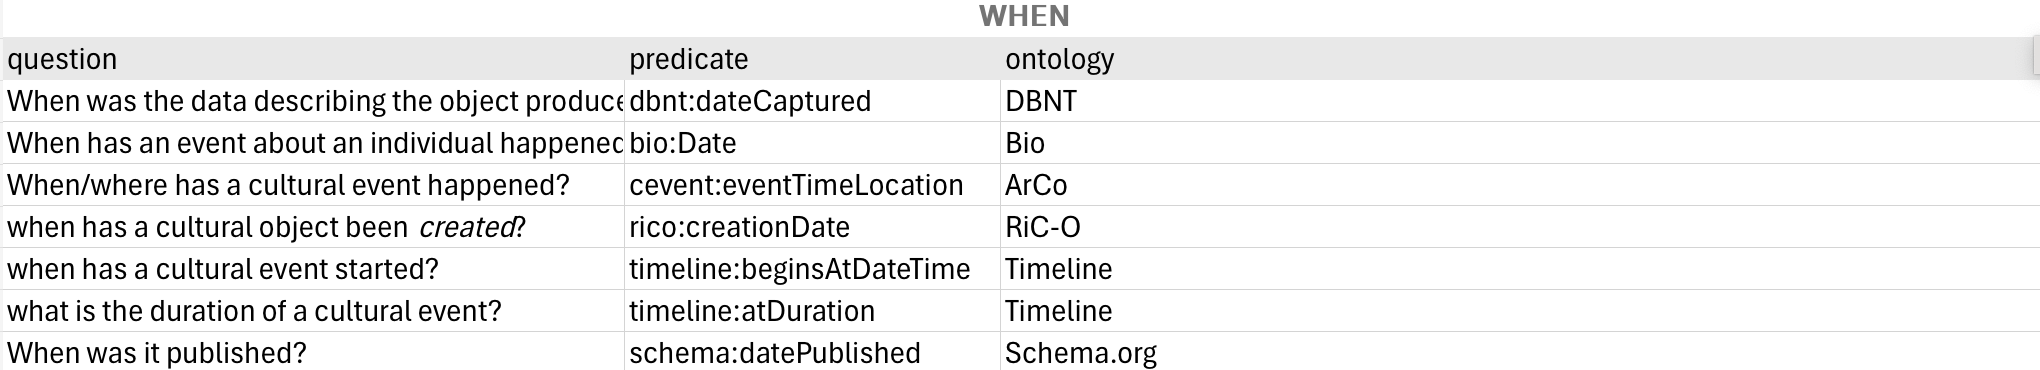 WHEN
question predicate ontology
When was the data describing the object produce dbnt:dateCaptured DBNT
When has an event about an individual happened bio:Date Bio
When/where has a cultural event happened? cevent:eventTimeLocation ArCo
when has a cultural object been created? rico:creationDate RiC-O
when has a cultural event started? timeline:beginsAtDateTime Timeline
what is the duration of a cultural event? timeline:atDuration Timeline
When was it published? schema:datePublished Schema.org